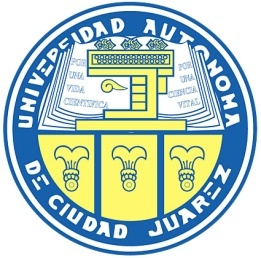 UNIVERSIDAD AUTONOMA
DE CIUDAD JUAREZ
POR
UNA
VIDA
CIENTIFICA
POR
UNA
CIENCIA
VITAL